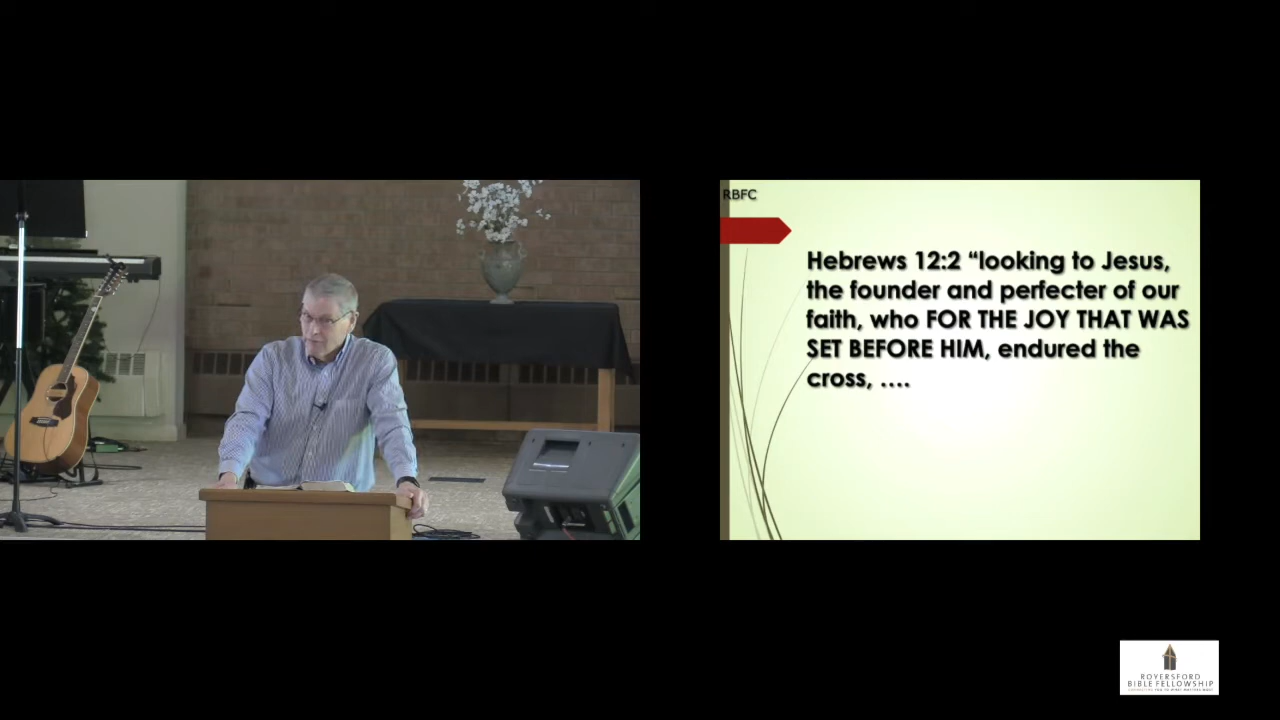 RBFC
Hebrews 12:2 “looking to Jesus,
the founder and perfecter of our
faith, who FOR THE JOY THAT WAS
SET BEFORE HIM, endured the
cross, ….
ROYERSFORD
BIBLE FELLOWSHIP